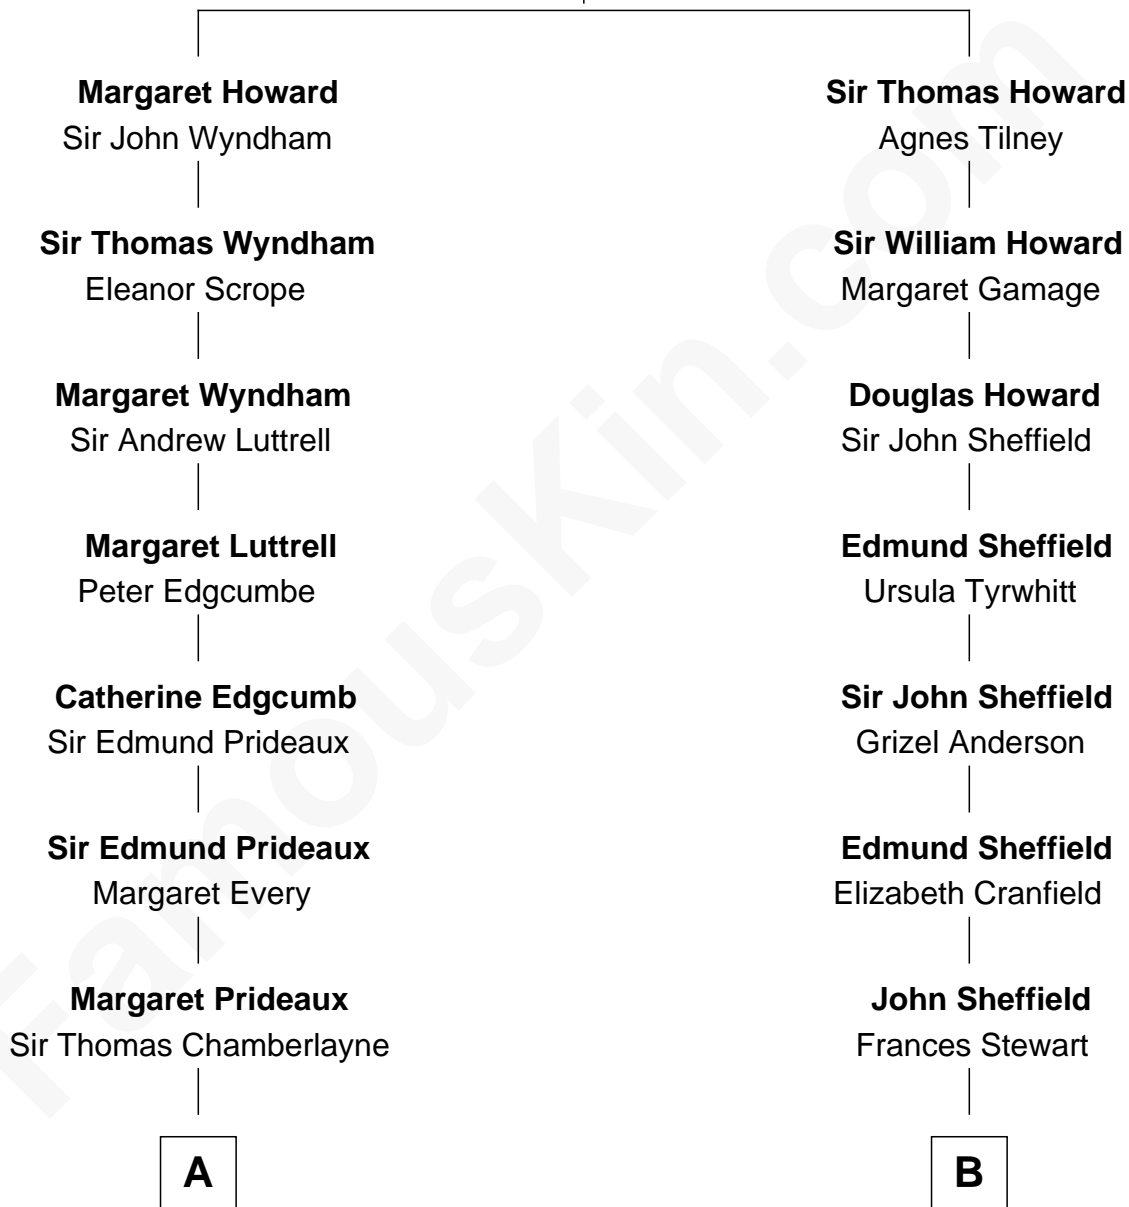 Margaret Howard
Sir John Wyndham
Sir Thomas Wyndham
Eleanor Scrope
Margaret Wyndham
Sir Andrew Luttrell
Margaret Luttrell
Peter Edgcumbe
Catherine Edgcumb
Sir Edmund Prideaux
Sir Edmund Prideaux
Margaret Every
Margaret Prideaux
Sir Thomas Chamberlayne
A
Sir Thomas Howard
Agnes Tilney
Sir William Howard
Margaret Gamage
Douglas Howard
Sir John Sheffield
Edmund Sheffield
Ursula Tyrwhitt
Sir John Sheffield
Grizel Anderson
Edmund Sheffield
Elizabeth Cranfield
John Sheffield
Frances Stewart
B
FamousKin.com